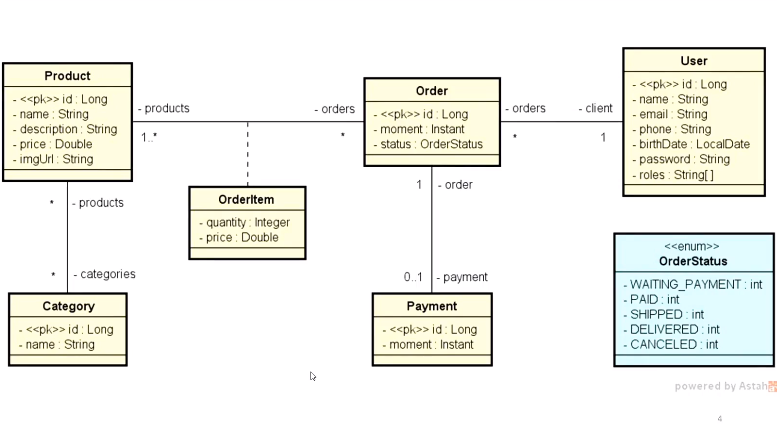 Product
- <<pk>> id : Long
- name : String
- description : String
- price : Double
- imgUrl : String
- products
1..*
- orders
*
Order
- <<pk>> id : Long
- moment : Instant
- status : OrderStatus
- orders
*
- client
1
User
- <<pk>> id : Long
- name : String
- email : String
- phone : String
- birthDate : LocalDate
- password : String
- roles : String[]
* - products
* - categories
OrderItem
- quantity : Integer
- price : Double
1 - order
0..1 - payment
Category
- <<pk>> id : Long
- name : String
Payment
- <<pk>> id : Long
- moment : Instant
<<enum>>
OrderStatus
- WAITING_PAYMENT : int
- PAID : int
- SHIPPED : int
- DELIVERED : int
- CANCELED : int
powered by Astah
4